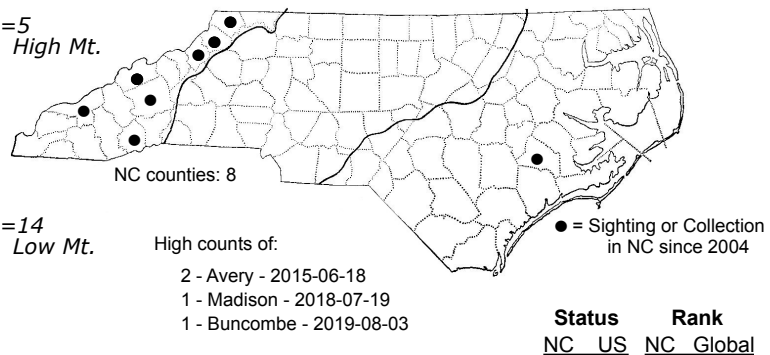 =5
High Mt.
NC counties: 8
=14
Low Mt.
High counts of:
2 - Avery - 2015-06-18
1 - Madison - 2018-07-19
1 - Buncombe - 2019-08-03
● = Sighting or Collection
in NC since 2004
Status Rank
NC US NC Global